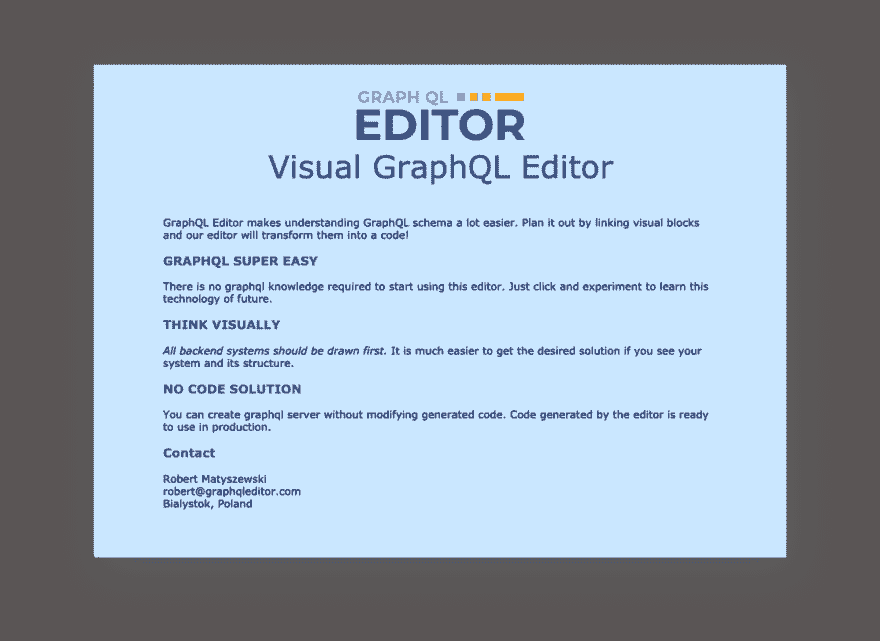 GRAPH QL
EDITOR
Visual GraphQL Editor
GraphQL Editor makes understanding GraphQL schema a lot easier. Plan it out by linking visual blocks
and our editor will transform them into a code!
GRAPHQL SUPER EASY
There is no graphql knowledge required to start using this editor. Just click and experiment to learn this
technology of future.
THINK VISUALLY
All backend systems should be drawn first. It is much easier to get the desired solution if you see your
system and its structure.
NO CODE SOLUTION
You can create graphql server without modifying generated code. Code generated by the editor is ready
to use in production.
Contact
Robert Matyszewski
robert@graphqleditor.com
Bialystok, Poland